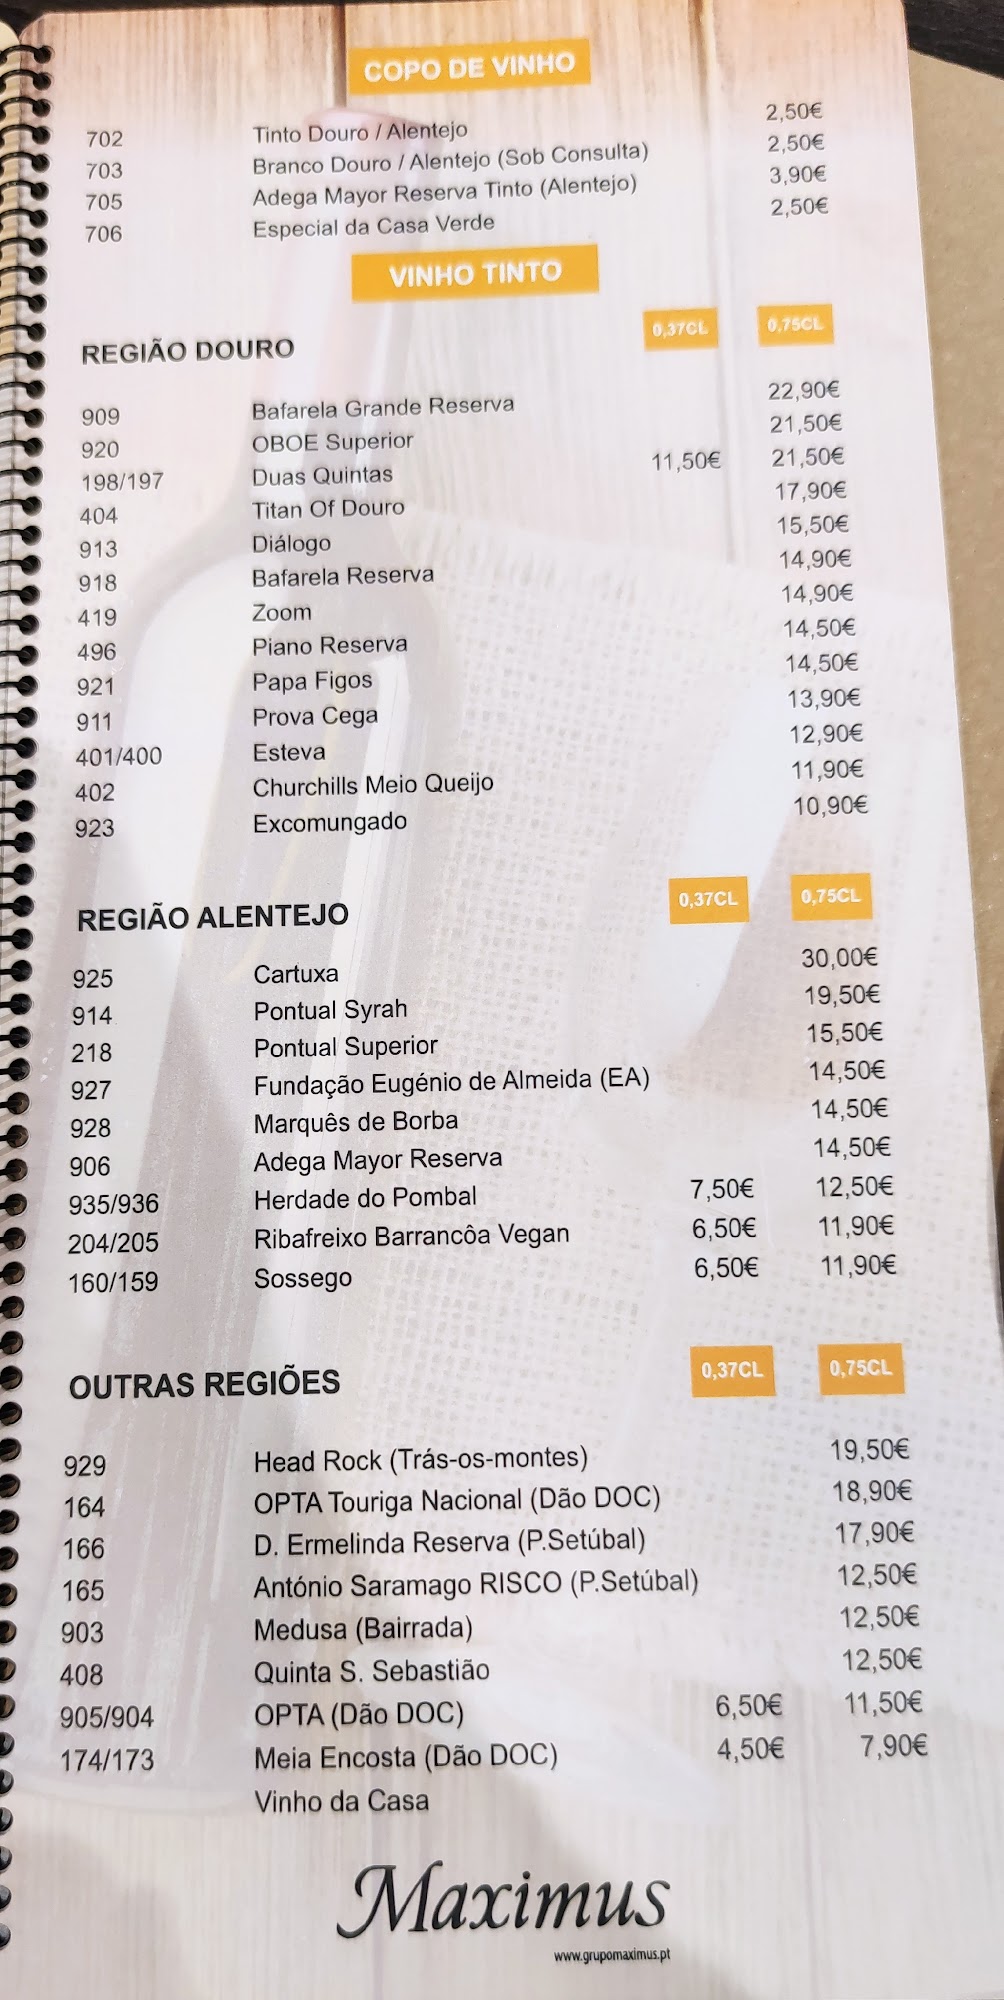 COPO DE VINHO
702 Tinto Douro / Alentejo 2,50€
703 Branco Douro / Alentejo (Sob Consulta) 2,50€
705 Adega Mayor Reserva Tinto (Alentejo) 3,90€
706 Especial da Casa Verde 2,50€
VINHO TINTO
REGIÃO DOURO 0,37CL 0,75CL
909 Bafarela Grande Reserva 22,90€
920 OBOE Superior 21,50€
198/197 Duas Quintas 11,50€ 21,50€
404 Titan Of Douro 17,90€
913 Diálogo 15,50€
918 Bafarela Reserva 14,90€
419 Zoom 14,90€
496 Piano Reserva 14,50€
921 Papa Figos 14,50€
911 Prova Cega 13,90€
401/400 Esteva 12,90€
402 Churchills Meio Queijo 11,90€
923 Excomungado 10,90€
REGIÃO ALENTEJO 0,37CL 0,75CL
925 Cartuxa 30,00€
914 Pontual Syrah 19,50€
218 Pontual Superior 15,50€
927 Fundação Eugénio de Almeida (EA) 14,50€
928 Marquês de Borba 14,50€
906 Adega Mayor Reserva 14,50€
935/936 Herdade do Pombal 7,50€ 12,50€
204/205 Ribafreixo Barrancôa Vegan 6,50€ 11,90€
160/159 Sossego 6,50€ 11,90€
OUTRAS REGIÕES 0,37CL 0,75CL
929 Head Rock (Trás-os-montes) 19,50€
164 OPTA Touriga Nacional (Dão DOC) 18,90€
166 D. Ermelinda Reserva (P.Setúbal) 17,90€
165 António Saramago RISCO (P.Setúbal) 12,50€
903 Medusa (Bairrada) 12,50€
408 Quinta S. Sebastião 12,50€
905/904 OPTA (Dão DOC) 6,50€ 11,50€
174/173 Meia Encosta (Dão DOC) 4,50€ 7,90€
Vinho da Casa
Maximus
www.grupomaximus.pt